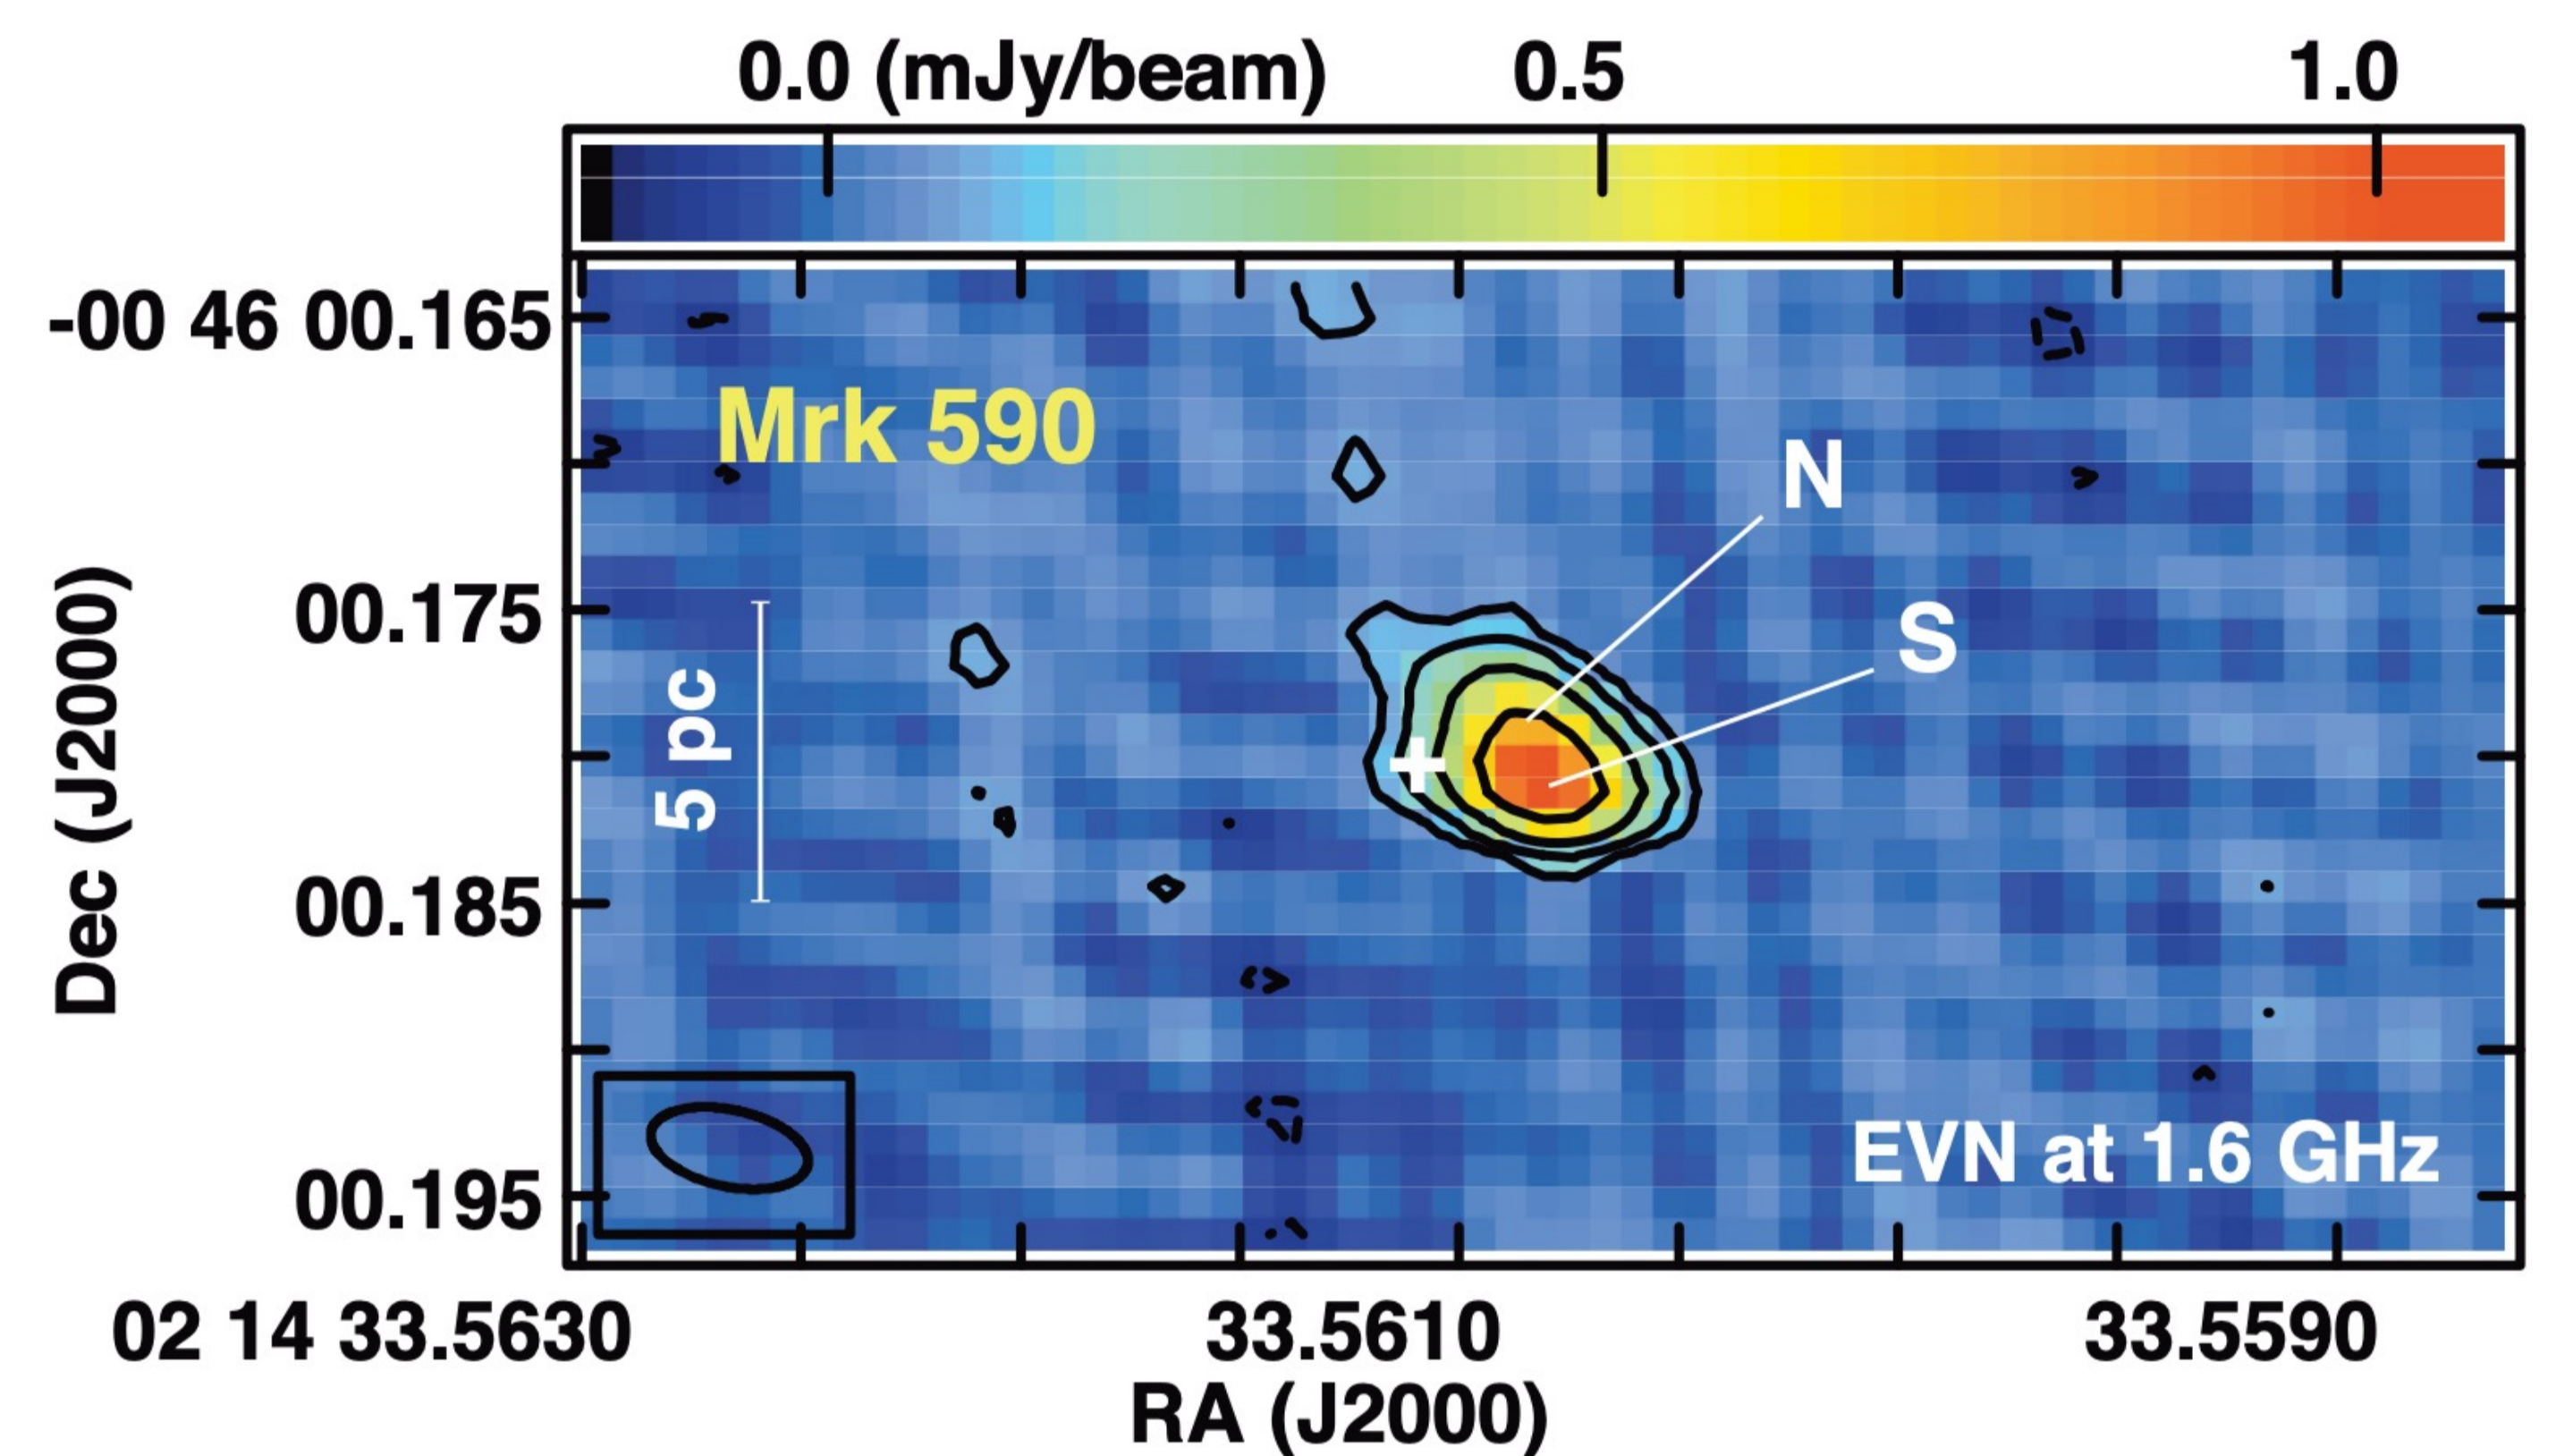 0.0 (mJy/beam) 0.5 1.0
-00 46 00.165
Mrk 590
N
S
00.175
5 pc
Dec (J2000)
00.185
EVN at 1.6 GHz
00.195
02 14 33.5630 33.5610 33.5590
RA (J2000)